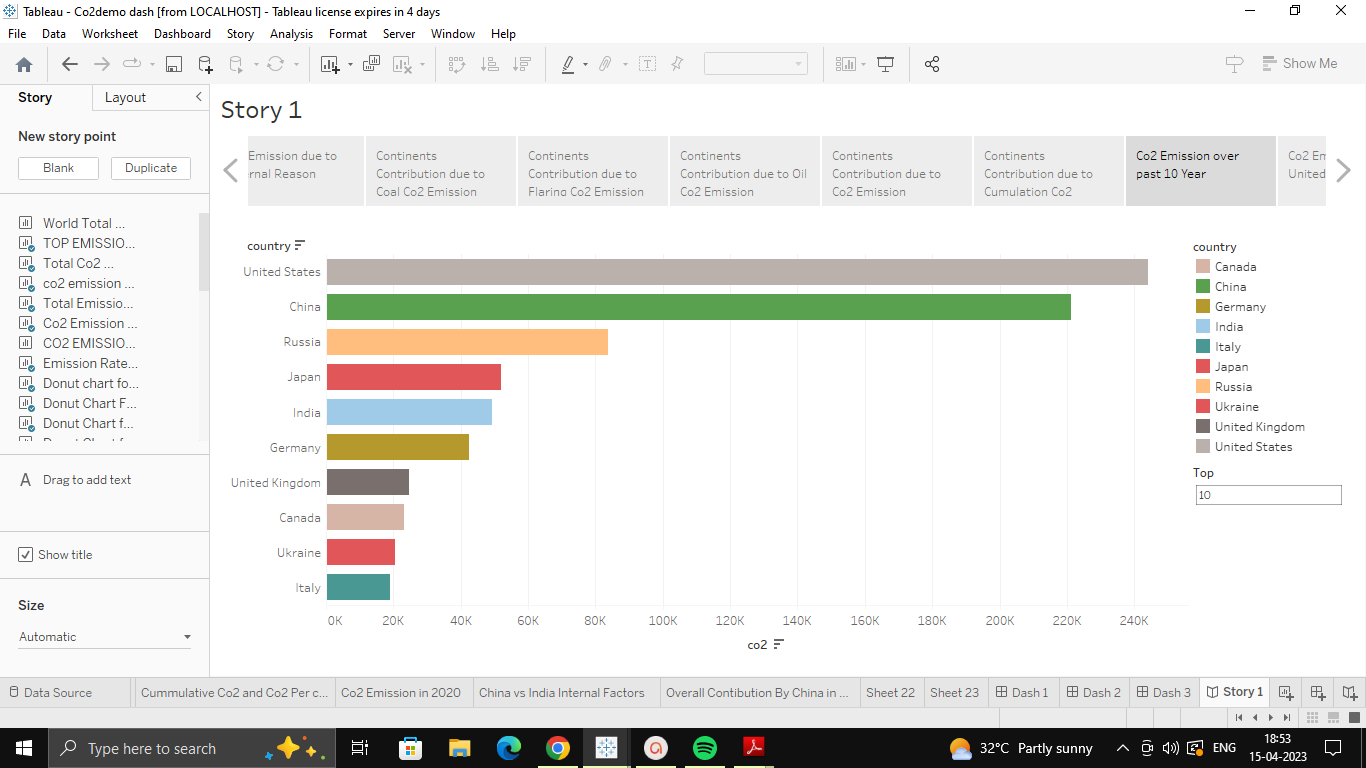 Tableau - Co2demo dash [from LOCALHOST] - Tableau license expires in 4 days
File Data Worksheet Dashboard Story Analysis Format Server Window Help
Show Me
Story Layout
New story point
Blank Duplicate
World Total ...
TOP EMISSIO...
Total Co2 ...
co2 emission ...
Total Emissio...
Co2 Emission ...
CO2 EMISSIO...
Emission Rate...
Donut chart fo...
Donut Chart F...
Donut Chart f...
A Drag to add text
Show title
Size
Automatic
Story 1
Emission due to
rnal Reason
Continents
Contribution due to
Coal Co2 Emission
Continents
Contribution due to
Flaring Co2 Emission
Continents
Contribution due to Oil
Co2 Emission
Continents
Contribution due to
Co2 Emission
Continents
Contribution due to
Cumulation Co2
Co2 Emission over
past 10 Year
Co2 Em
United
country
United States
China
Russia
Japan
India
Germany
United Kingdom
Canada
Ukraine
Italy
0K 20K 40K 60K 80K 100K 120K 140K 160K 180K 200K 220K 240K
co2
country
Canada
China
Germany
India
Italy
Japan
Russia
Ukraine
United Kingdom
United States
Top
10
Data Source Cummulative Co2 and Co2 Per c... Co2 Emission in 2020 China vs India Internal Factors Overall Contibution By China in ... Sheet 22 Sheet 23 Dash 1 Dash 2 Dash 3 Story 1
Type here to search
32°C Partly sunny
ENG
18:53
15-04-2023